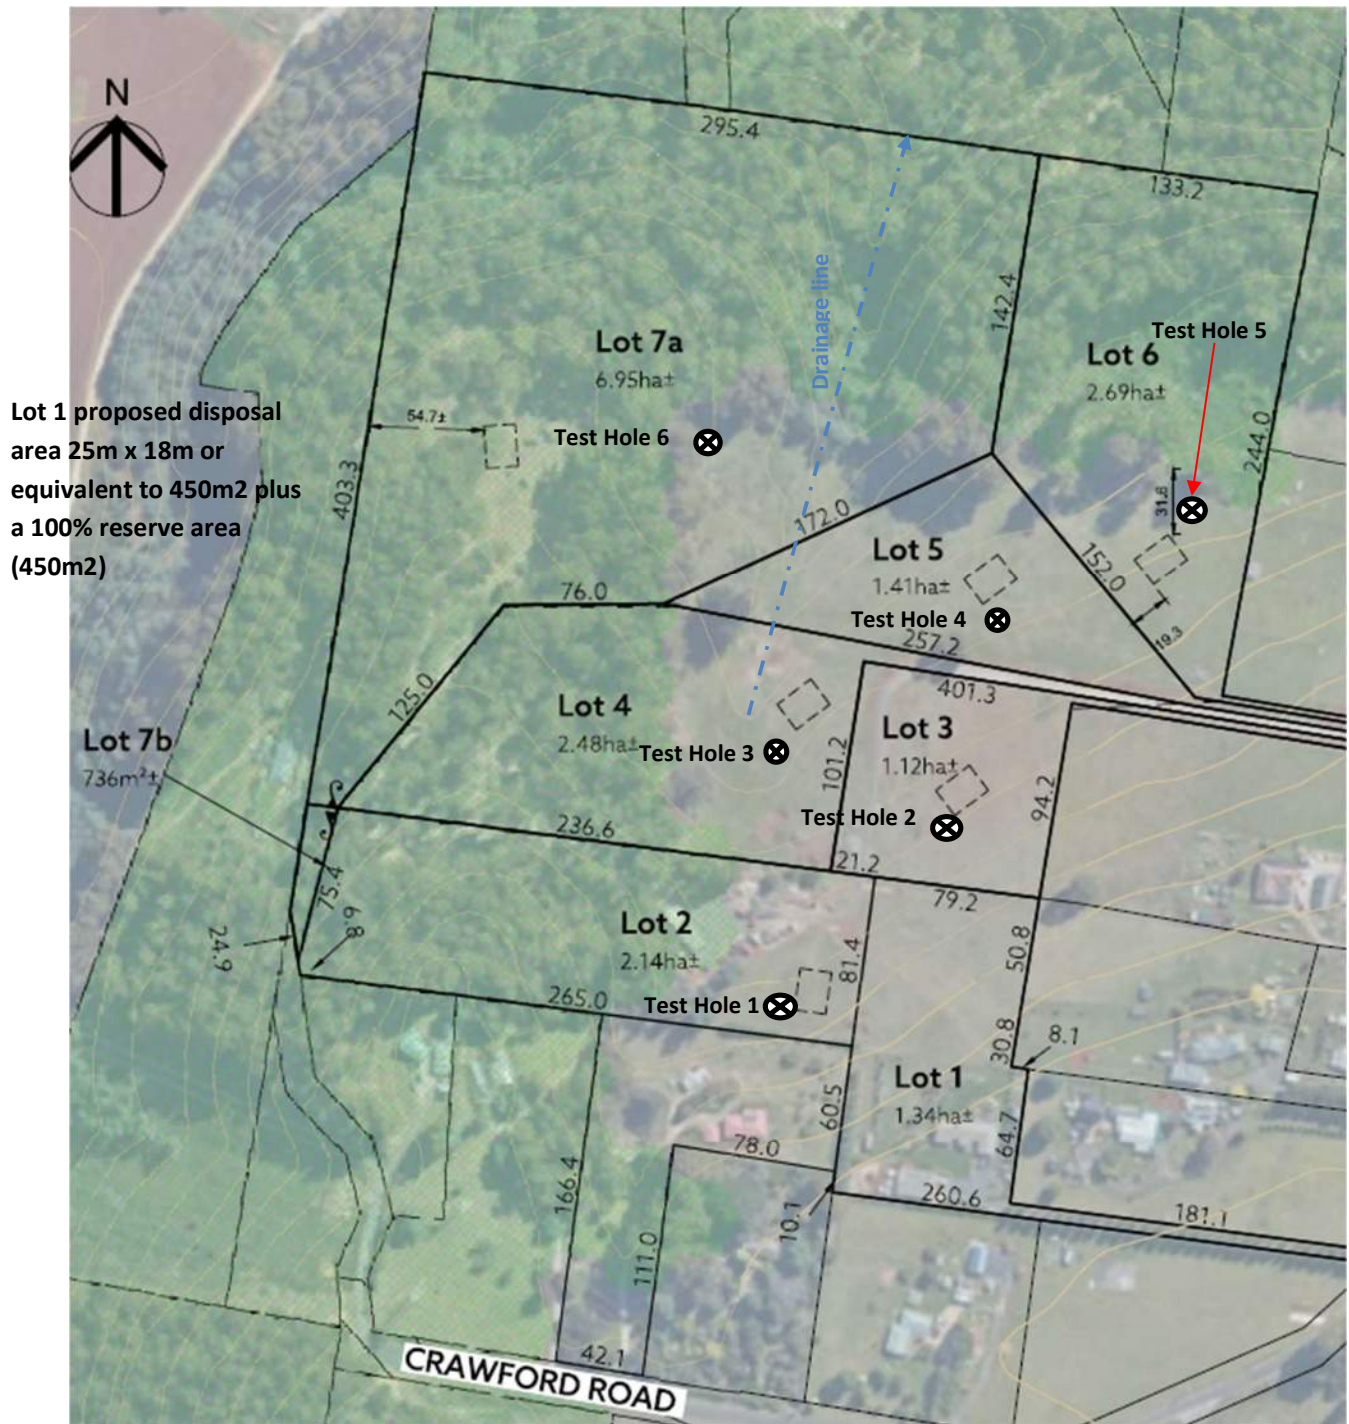 N
295.4
133.2
Drainage line
142.4
Test Hole 5
Lot 7a
6.95ha±
Lot 6
2.69ha±
Lot 1 proposed disposal
area 25m x 18m or
equivalent to 450m2 plus
a 100% reserve area
(450m2)
54.7±
Test Hole 6
244.0
403.3
31.8
172.0
Lot 5
1.41ha±
152.0
76.0
Test Hole 4
257.2
19.3
401.3
125.0
Lot 4
2.48ha±
Test Hole 3
Lot 3
1.12ha±
101.2
94.2
Lot 7b
736m²±
Test Hole 2
236.6
21.2
79.2
75.4
8.9
24.9
Lot 2
2.14ha±
81.4
50.8
265.0
Test Hole 1
30.8
8.1
Lot 1
1.34ha±
60.5
64.7
78.0
166.4
10.1
260.6
181.1
111.0
42.1
CRAWFORD ROAD